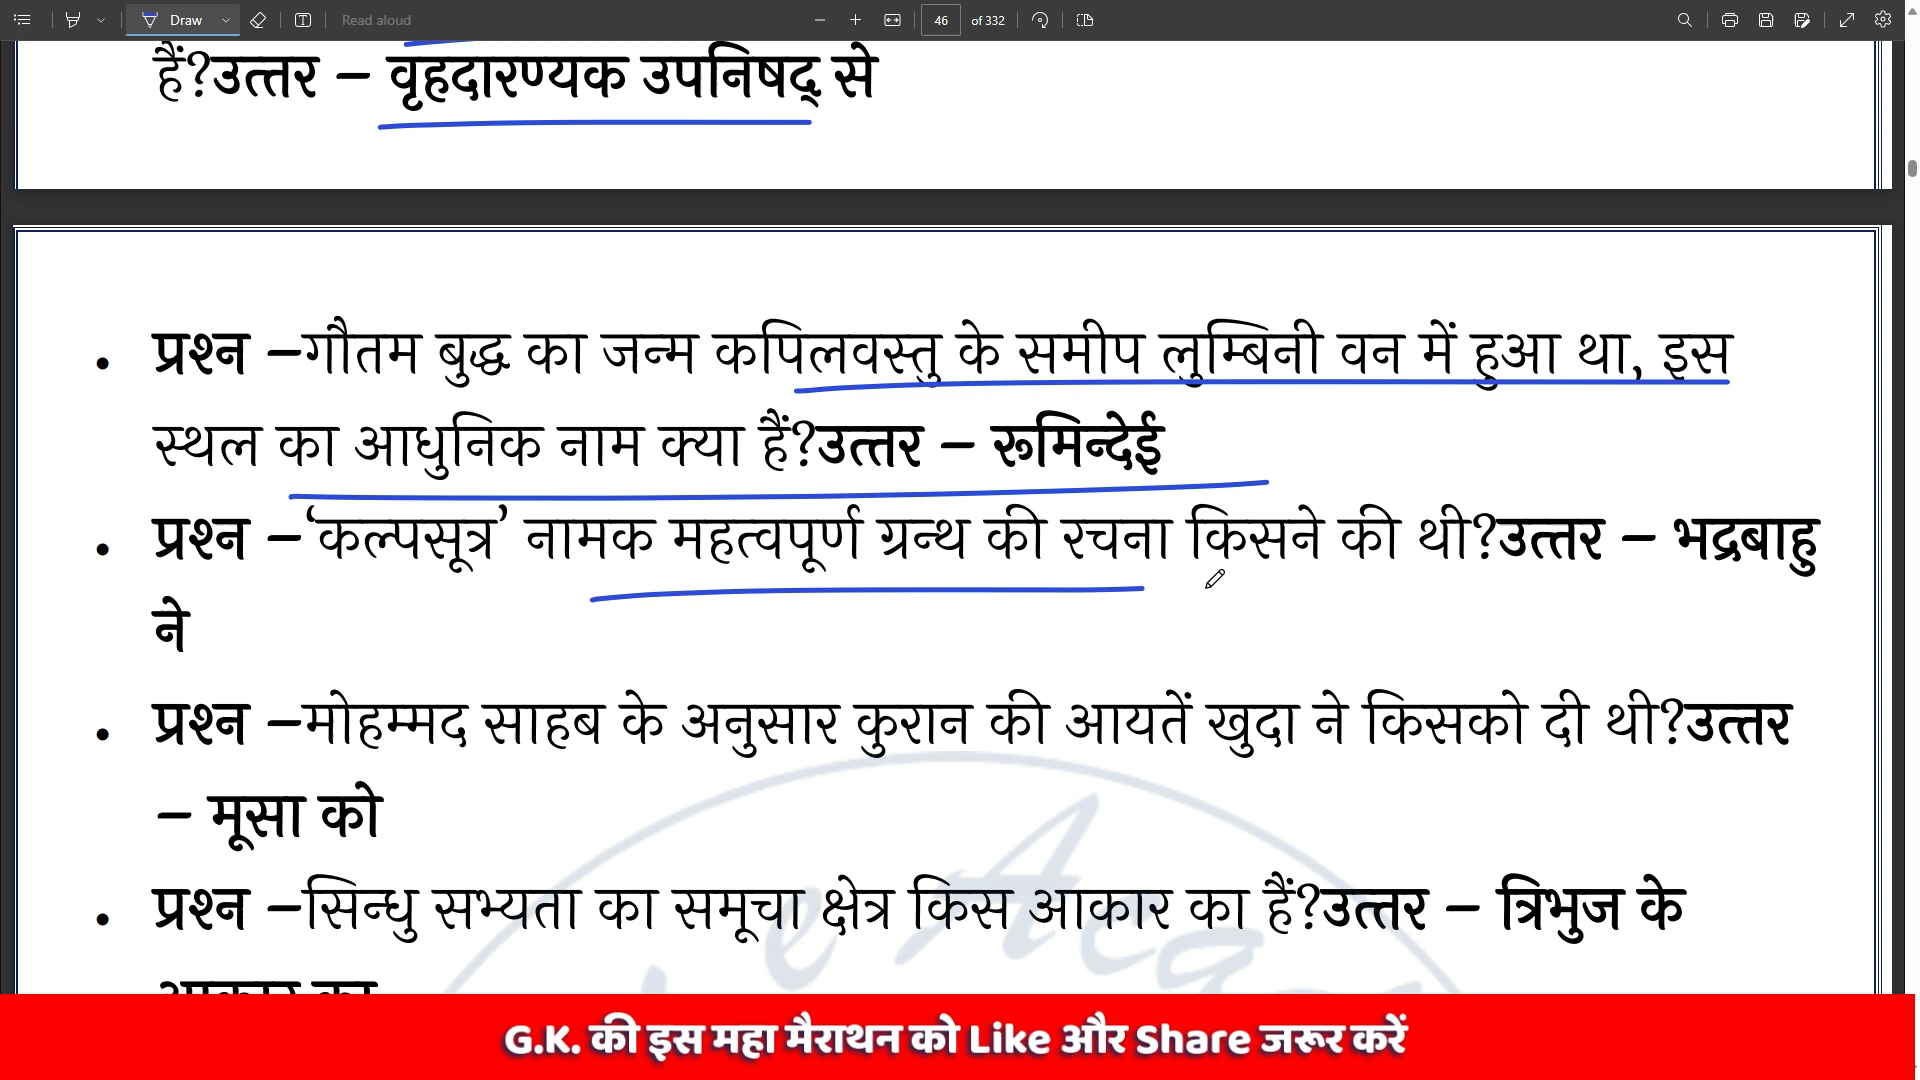 Draw
Read aloud
46 of 332
हैं?उत्तर – वृहदारण्यक उपनिषद् से
• प्रश्न –गौतम बुद्ध का जन्म कपिलवस्तु के समीप लुम्बिनी वन में हुआ था, इस
स्थल का आधुनिक नाम क्या हैं?उत्तर – रूमिन्देई
• प्रश्न –‘कल्पसूत्र’ नामक महत्वपूर्ण ग्रन्थ की रचना किसने की थी?उत्तर – भद्रबाहु
ने
• प्रश्न –मोहम्मद साहब के अनुसार कुरान की आयतें खुदा ने किसको दी थी?उत्तर
– मूसा को
• प्रश्न –सिन्धु सभ्यता का समूचा क्षेत्र किस आकार का हैं?उत्तर – त्रिभुज के
आकार का
G.K. की इस महा मैराथन को Like और Share जरूर करें